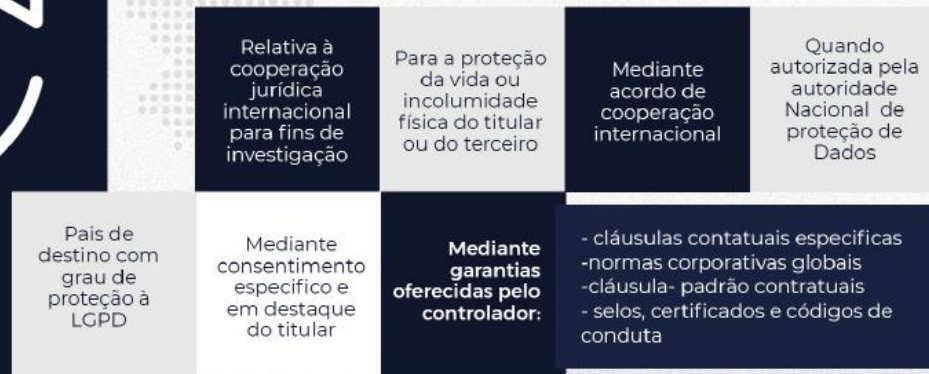 Relativa à
cooperação
jurídica
internacional
para fins de
investigação
Para a proteção
da vida ou
incolumidade
física do titular
ou do terceiro
Mediante
acordo de
cooperação
internacional
Quando
autorizada pela
autoridade
Nacional de
proteção de
Dados
Pais de
destino com
grau de
proteção à
LGPD
Mediante
consentimento
especifico e
em destaque
do titular
Mediante
garantias
oferecidas pelo
controlador:
- cláusulas contatuais especificas
-normas corporativas globais
-cláusula- padrão contratuais
- selos, certificados e códigos de
conduta